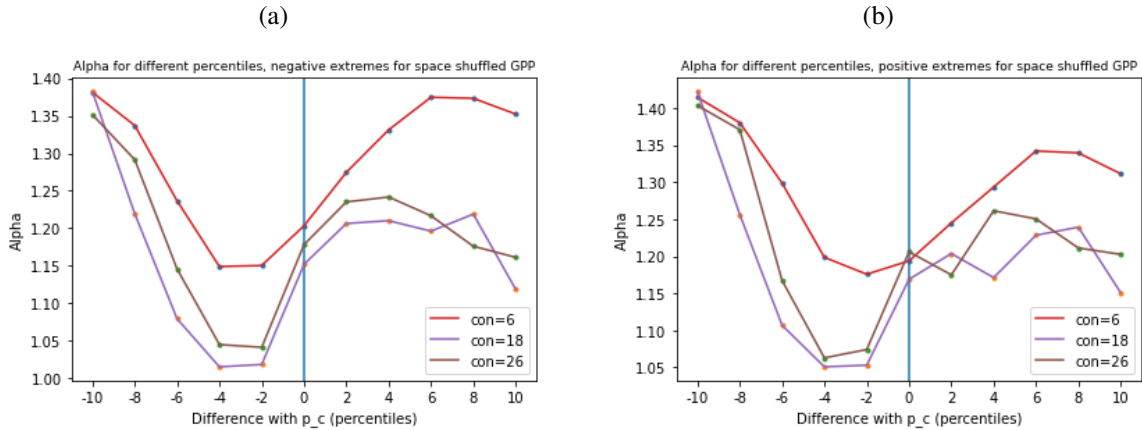 (a)
Alpha for different percentiles, negative extremes for space shuffled GPP
1.40
1.35
1.30
1.25
1.20
1.15
1.10
1.05
1.00
Alpha
-10 -8 -6 -4 -2 0 2 4 6 8 10
Difference with p_c (percentiles)
con=6
con=18
con=26
(b)
Alpha for different percentiles, positive extremes for space shuffled GPP
1.40
1.35
1.30
1.25
1.20
1.15
1.10
1.05
Alpha
-10 -8 -6 -4 -2 0 2 4 6 8 10
Difference with p_c (percentiles)
con=6
con=18
con=26